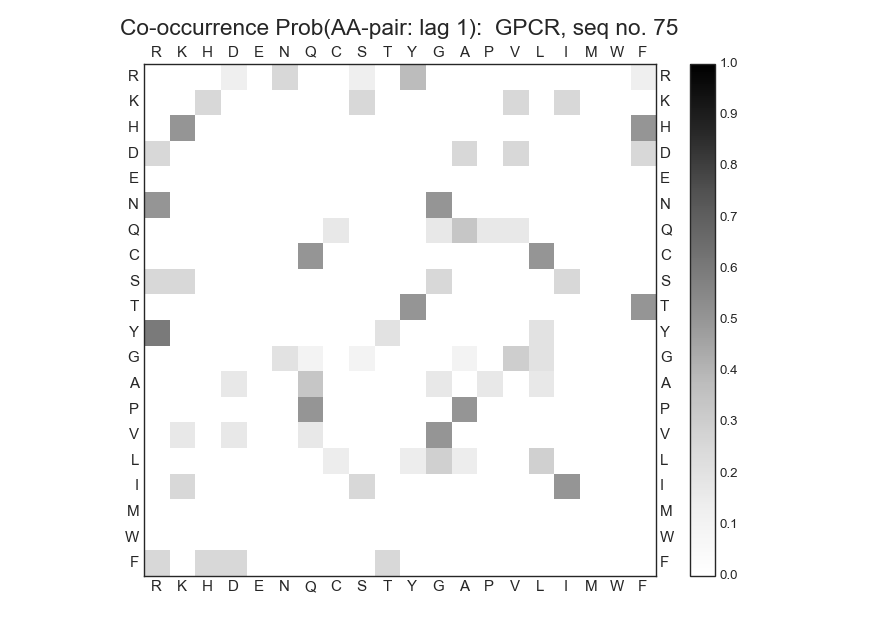 Co-occurrence Prob(AA-pair: lag 1):  GPCR, seq no. 75
R K H D E N Q C S T Y G A P V L I M W F
R R 1.0
K K 0.9
H H
D D 0.8
E E
N N 0.7
Q Q
C C 0.6
S S
T T 0.5
Y Y
G G 0.4
A A
P P 0.3
V V
L L 0.2
I I
M M 0.1
W W
F F 0.0
R K H D E N Q C S T Y G A P V L I M W F